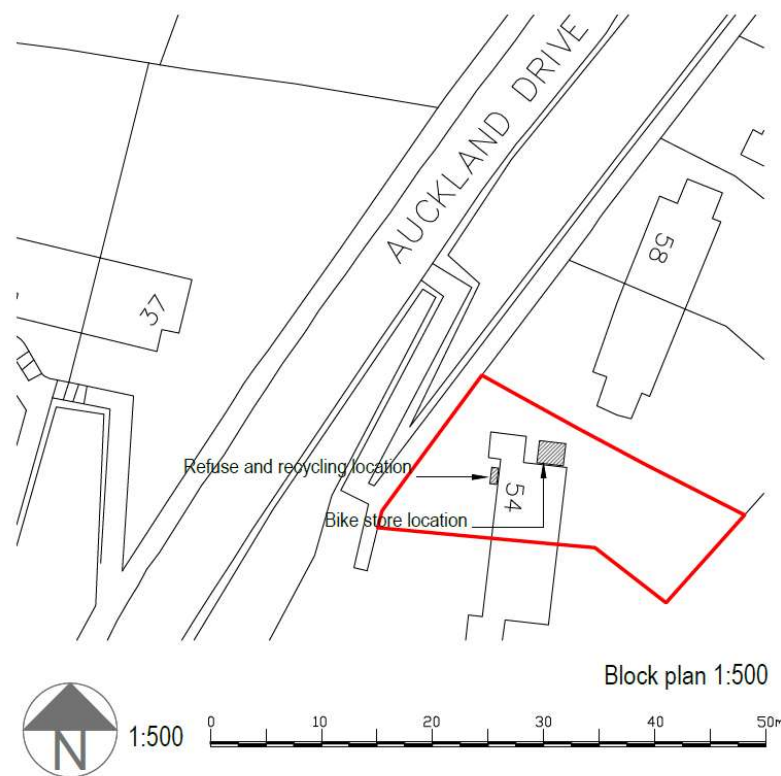 AUCKLAND DRIVE
58
37
Refuse and recycling location
54
Bike store location
Block plan 1:500
N
1:500
0 10 20 30 40 50m